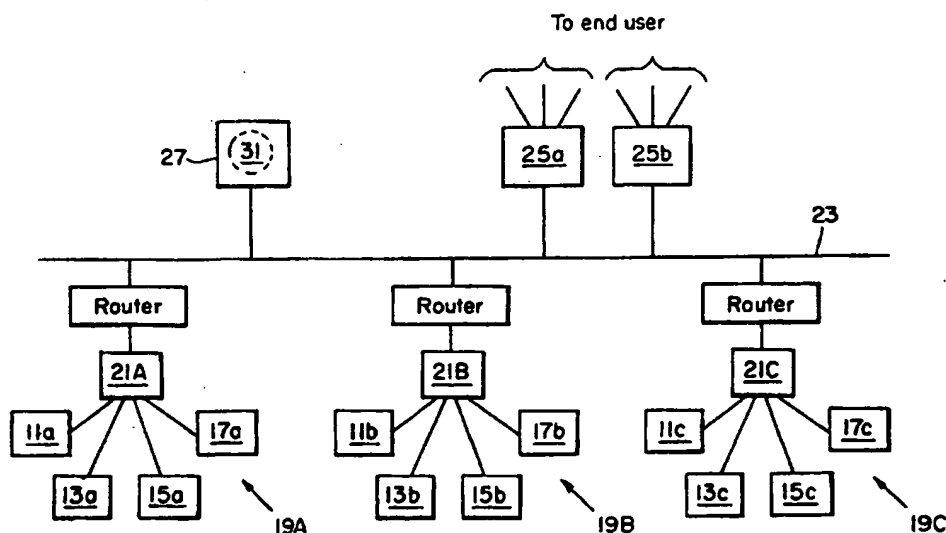 To end user
27
31
25a
25b
23
Router
Router
Router
21A
21B
21C
11a
17a
11b
17b
11c
17c
13a
15a
13b
15b
13c
15c
19A
19B
19C